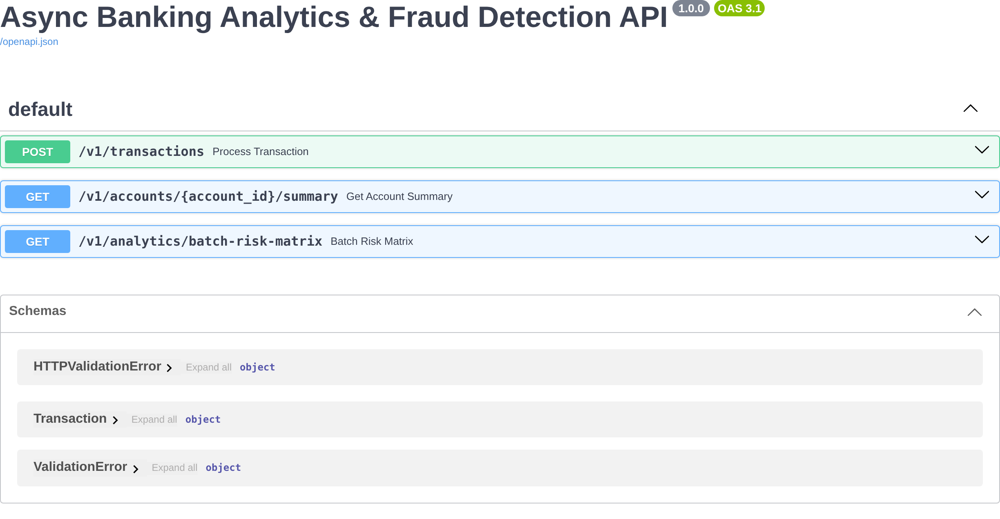 Async Banking Analytics & Fraud Detection API 1.0.0 OAS 3.1
/openapi.json
default
POST /v1/transactions Process Transaction
GET /v1/accounts/{account_id}/summary Get Account Summary
GET /v1/analytics/batch-risk-matrix Batch Risk Matrix
Schemas
HTTPValidationError Expand all object
Transaction Expand all object
ValidationError Expand all object